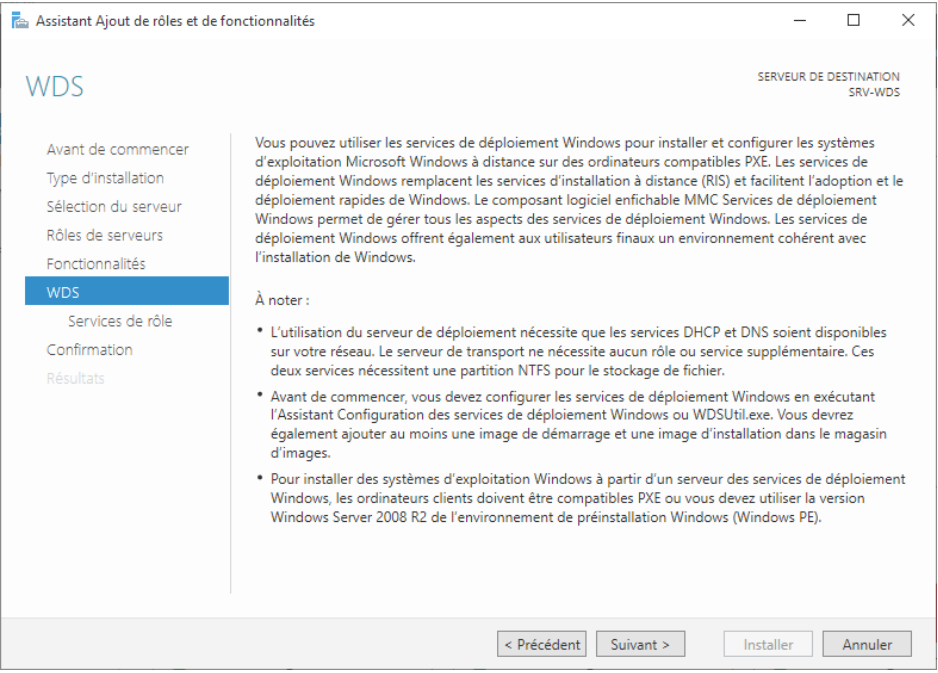 Assistant Ajout de rôles et de fonctionnalités
WDS
SERVEUR DE DESTINATION
SRV-WDS
Avant de commencer
Type d'installation
Sélection du serveur
Rôles de serveurs
Fonctionnalités
WDS
Services de rôle
Confirmation
Résultats
Vous pouvez utiliser les services de déploiement Windows pour installer et configurer les systèmes
d'exploitation Microsoft Windows à distance sur des ordinateurs compatibles PXE. Les services de
déploiement Windows remplacent les services d'installation à distance (RIS) et facilitent l'adoption et le
déploiement rapides de Windows. Le composant logiciel enfichable MMC Services de déploiement
Windows permet de gérer tous les aspects des services de déploiement Windows. Les services de
déploiement Windows offrent également aux utilisateurs finaux un environnement cohérent avec
l'installation de Windows.
À noter :
• L'utilisation du serveur de déploiement nécessite que les services DHCP et DNS soient disponibles
sur votre réseau. Le serveur de transport ne nécessite aucun rôle ou service supplémentaire. Ces
deux services nécessitent une partition NTFS pour le stockage de fichier.
• Avant de commencer, vous devez configurer les services de déploiement Windows en exécutant
l'Assistant Configuration des services de déploiement Windows ou WDSUtil.exe. Vous devrez
également ajouter au moins une image de démarrage et une image d'installation dans le magasin
d'images.
• Pour installer des systèmes d'exploitation Windows à partir d'un serveur des services de déploiement
Windows, les ordinateurs clients doivent être compatibles PXE ou vous devez utiliser la version
Windows Server 2008 R2 de l'environnement de préinstallation Windows (Windows PE).
< Précédent
Suivant >
Installer
Annuler